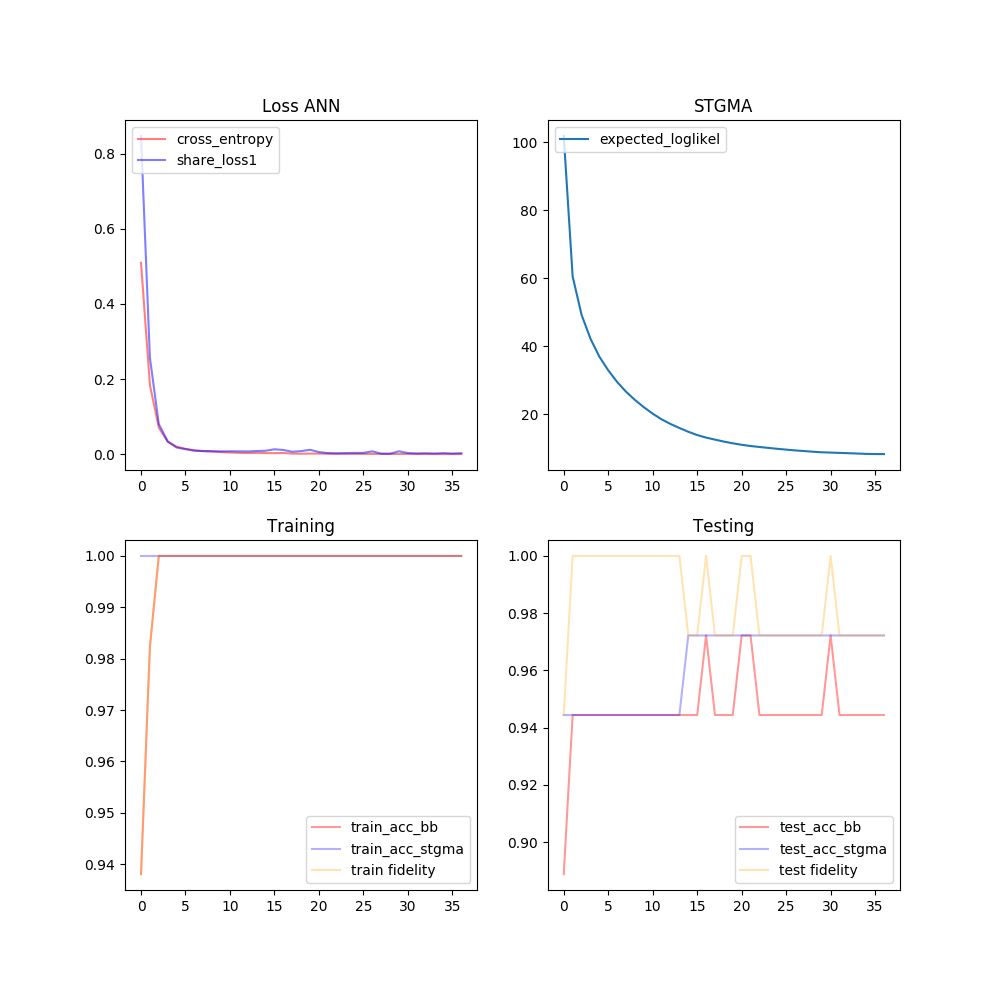 Loss ANN
cross_entropy
share_loss1
0.8
0.6
0.4
0.2
0.0
0 5 10 15 20 25 30 35
STGMA
expected_loglikel
100
80
60
40
20
0 5 10 15 20 25 30 35
Training
1.00
0.99
0.98
0.97
0.96
0.95
0.94
train_acc_bb
train_acc_stgma
train fidelity
0 5 10 15 20 25 30 35
Testing
1.00
0.98
0.96
0.94
0.92
0.90
test_acc_bb
test_acc_stgma
test fidelity
0 5 10 15 20 25 30 35